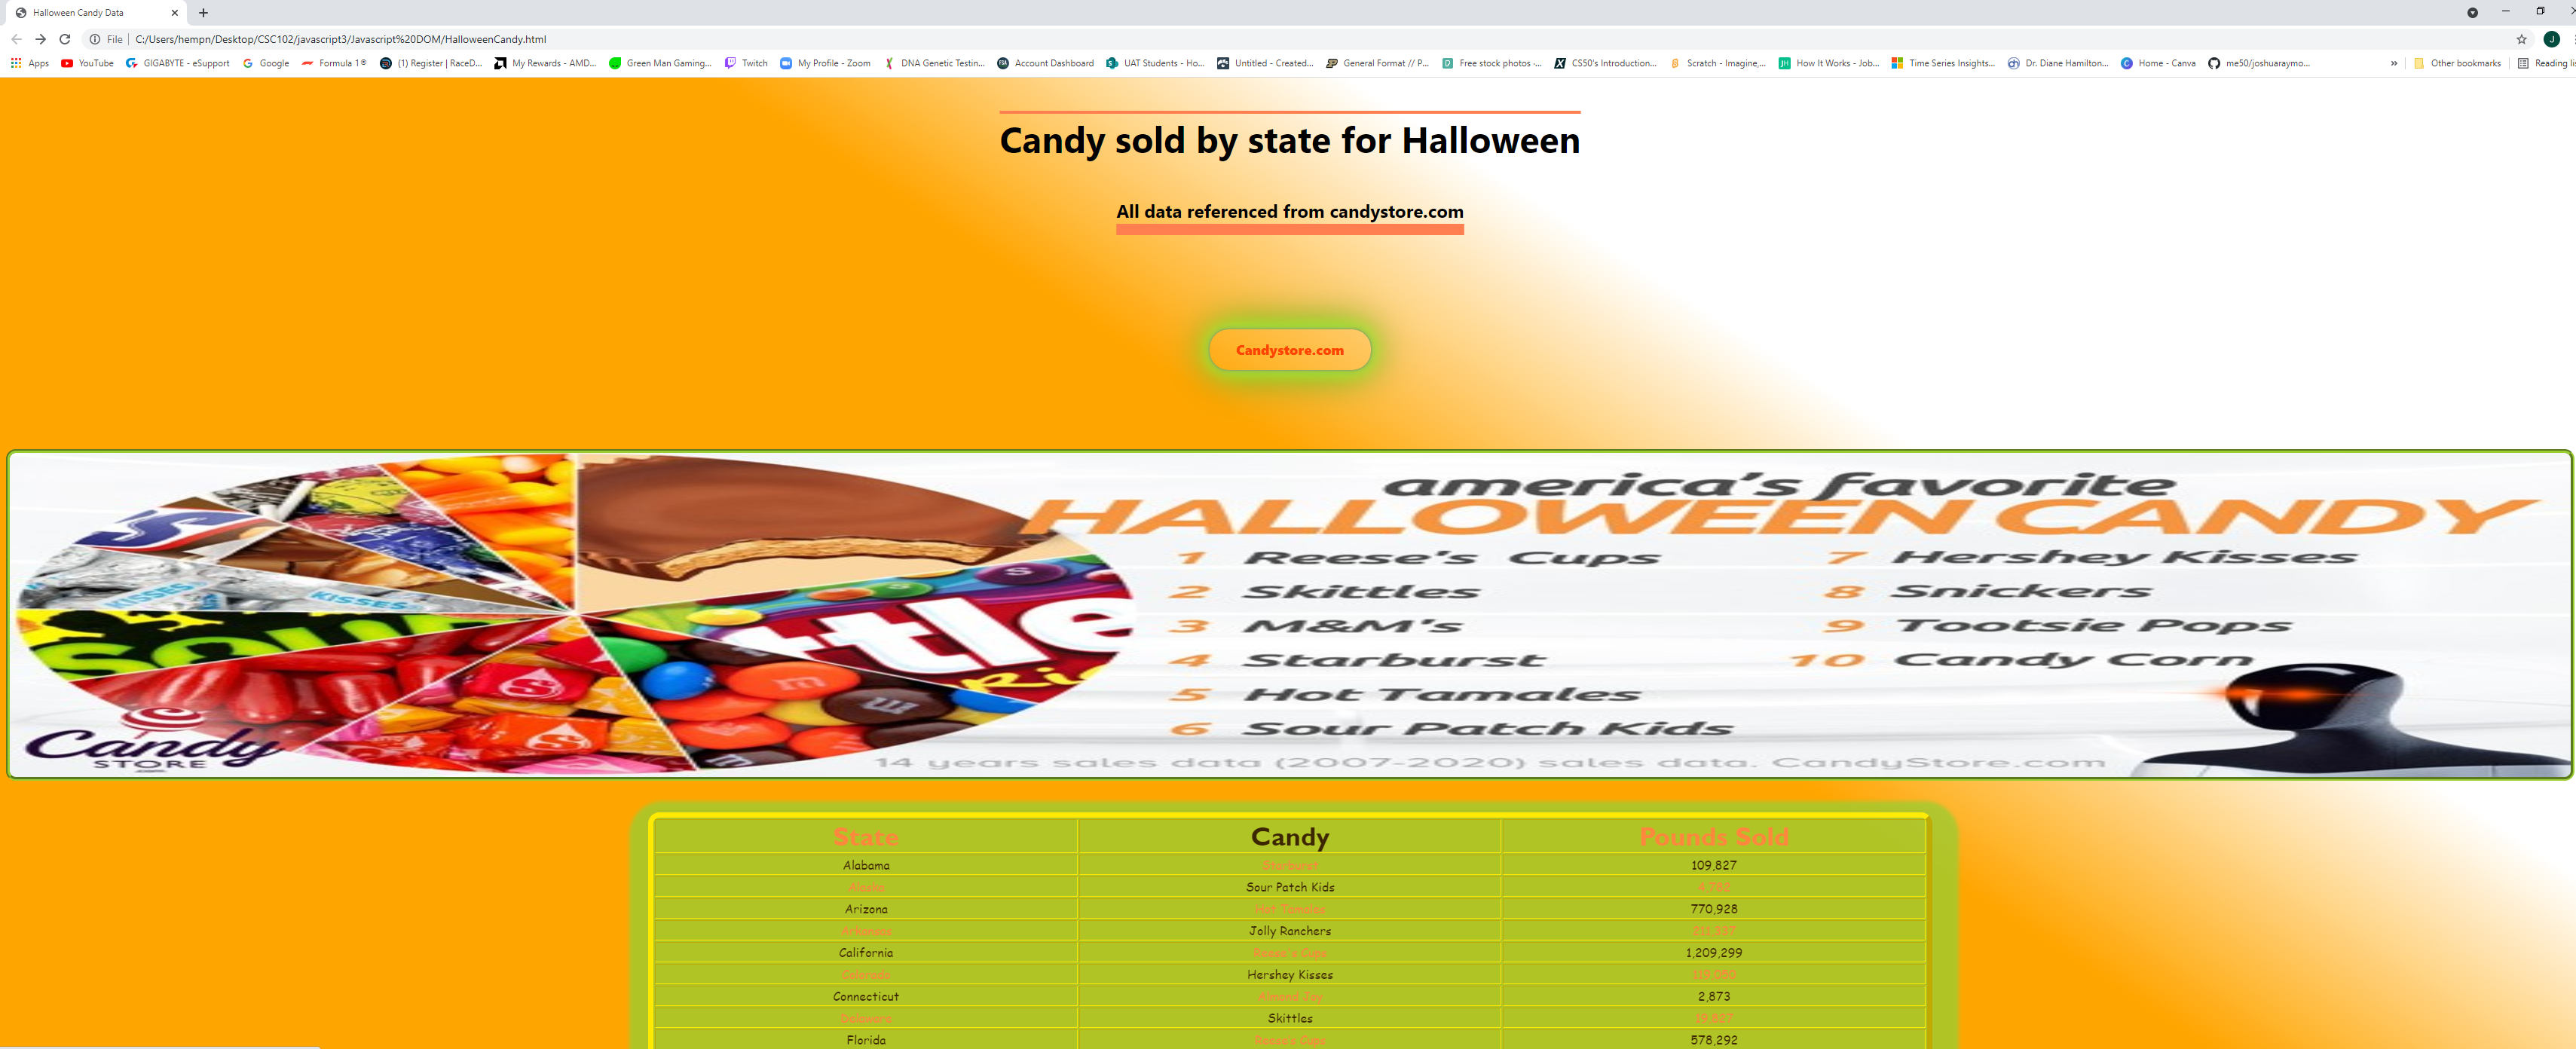 Halloween Candy Data
File C:/Users/hempn/Desktop/CSC102/javascript3/Javascript%20DOM/HalloweenCandy.html
J
Apps YouTube GIGABYTE - eSupport Google Formula 1® (1) Register | RaceD... My Rewards - AMD... Green Man Gaming... Twitch My Profile - Zoom DNA Genetic Testin... Account Dashboard UAT Students - Ho... Untitled - Created... General Format // P... Free stock photos ·... CS50's Introduction... Scratch - Imagine,... How It Works - Job... Time Series Insights... Dr. Diane Hamilton... Home - Canva me50/joshuaraymo... » Other bookmarks Reading lis
Candy sold by state for Halloween
All data referenced from candystore.com
Candystore.com
america's favorite
HALLOWEEN CANDY
1 Reese's Cups 7 Hershey Kisses
2 Skittles 8 Snickers
3 M&M's 9 Tootsie Pops
4 Starburst 10 Candy Corn
5 Hot Tamales
6 Sour Patch Kids
14 years sales data (2007-2020) sales data. CandyStore.com
KISSES KISSES
sour
ttle
m
S
Candy
STORE
State Candy Pounds Sold
Alabama Starburst 109,827
Alaska Sour Patch Kids 4,782
Arizona Hot Tamales 770,928
Arkansas Jolly Ranchers
California Reese's Cups 1,209,299
Colorado Hershey Kisses 119,050
Connecticut Almond Joy 2,873
Delaware Skittles 19,827
Florida Reese's Cups 578,292